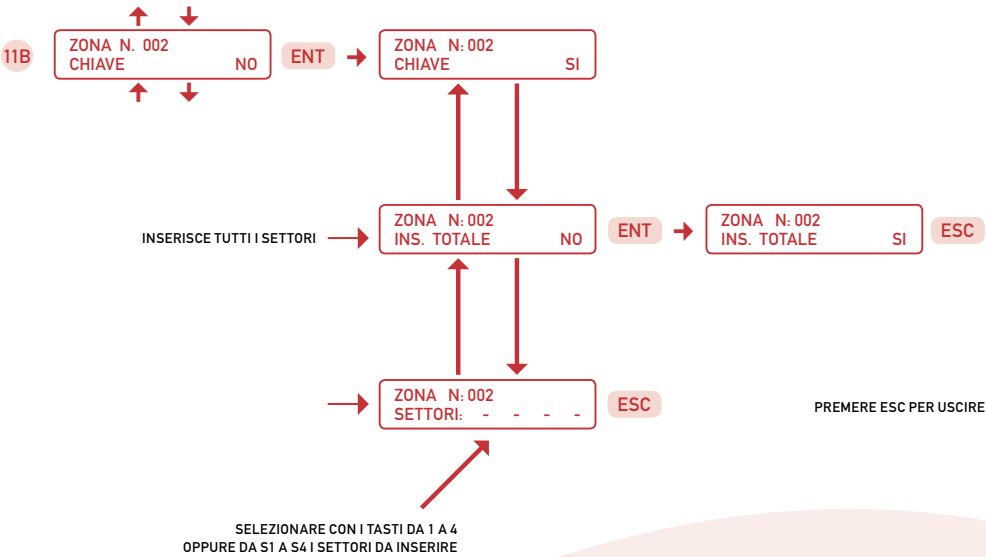 11B
ZONA N. 002
CHIAVE NO
ENT
ZONA N: 002
CHIAVE SI
INSERISCE TUTTI I SETTORI
ZONA N: 002
INS. TOTALE NO
ENT
ZONA N: 002
INS. TOTALE SI
ESC
ZONA N: 002
SETTORI: - - - -
ESC
PREMERE ESC PER USCIRE
SELEZIONARE CON I TASTI DA 1 A 4
OPPURE DA S1 A S4 I SETTORI DA INSERIRE